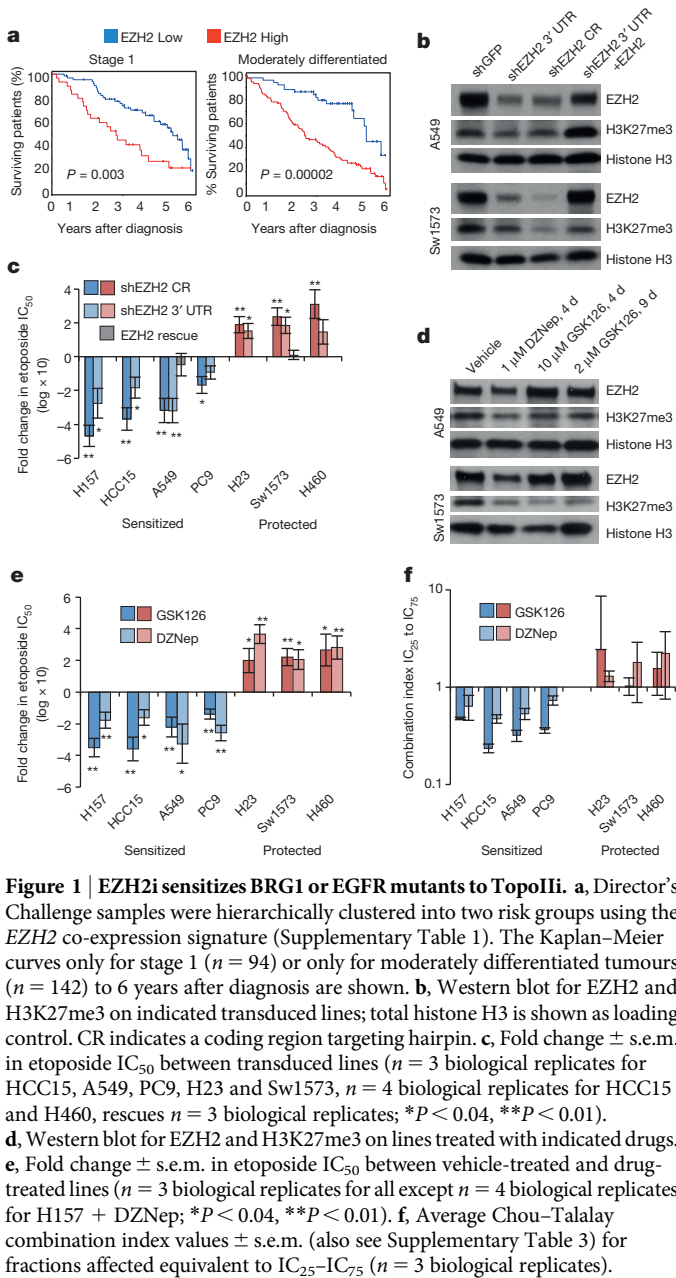 a
EZH2 Low EZH2 High
Stage 1
Surviving patients (%)
100
80
60
40
20
0
P = 0.003
0 1 2 3 4 5 6
Years after diagnosis
Moderately differentiated
% Surviving patients
100
80
60
40
20
0
P = 0.00002
0 1 2 3 4 5 6
Years after diagnosis
b
shGFP
shEZH2 3′ UTR
shEZH2 CR
shEZH2 3′ UTR
+EZH2
A549
EZH2
H3K27me3
Histone H3
Sw1573
EZH2
H3K27me3
Histone H3
c
shEZH2 CR
shEZH2 3′ UTR
EZH2 rescue
Fold change in etoposide IC50
(log × 10)
4
2
0
−2
−4
−6
** * ** * ** ** * ** * ** * **
H157 HCC15 A549 PC9 H23 Sw1573 H460
Sensitized Protected
d
Vehicle
1 μM DZNep, 4 d
10 μM GSK126, 4 d
2 μM GSK126, 9 d
A549
EZH2
H3K27me3
Histone H3
Sw1573
EZH2
H3K27me3
Histone H3
e
GSK126
DZNep
Fold change in etoposide IC50
(log × 10)
6
4
2
0
−2
−4
−6
** ** ** * ** * ** ** * ** ** * * **
H157 HCC15 A549 PC9 H23 Sw1573 H460
Sensitized Protected
f
GSK126
DZNep
Combination index IC25 to IC75
10
1
0.1
H157 HCC15 A549 PC9 H23 Sw1573 H460
Sensitized Protected
Figure 1 | EZH2i sensitizes BRG1 or EGFR mutants to TopoIIi. a, Director's
Challenge samples were hierarchically clustered into two risk groups using the
EZH2 co-expression signature (Supplementary Table 1). The Kaplan–Meier
curves only for stage 1 (n = 94) or only for moderately differentiated tumours
(n = 142) to 6 years after diagnosis are shown. b, Western blot for EZH2 and
H3K27me3 on indicated transduced lines; total histone H3 is shown as loading
control. CR indicates a coding region targeting hairpin. c, Fold change ± s.e.m.
in etoposide IC50 between transduced lines (n = 3 biological replicates for
HCC15, A549, PC9, H23 and Sw1573, n = 4 biological replicates for HCC15
and H460, rescues n = 3 biological replicates; *P < 0.04, **P < 0.01).
d, Western blot for EZH2 and H3K27me3 on lines treated with indicated drugs.
e, Fold change ± s.e.m. in etoposide IC50 between vehicle-treated and drug-
treated lines (n = 3 biological replicates for all except n = 4 biological replicates
for H157 + DZNep; *P < 0.04, **P < 0.01). f, Average Chou–Talalay
combination index values ± s.e.m. (also see Supplementary Table 3) for
fractions affected equivalent to IC25–IC75 (n = 3 biological replicates).